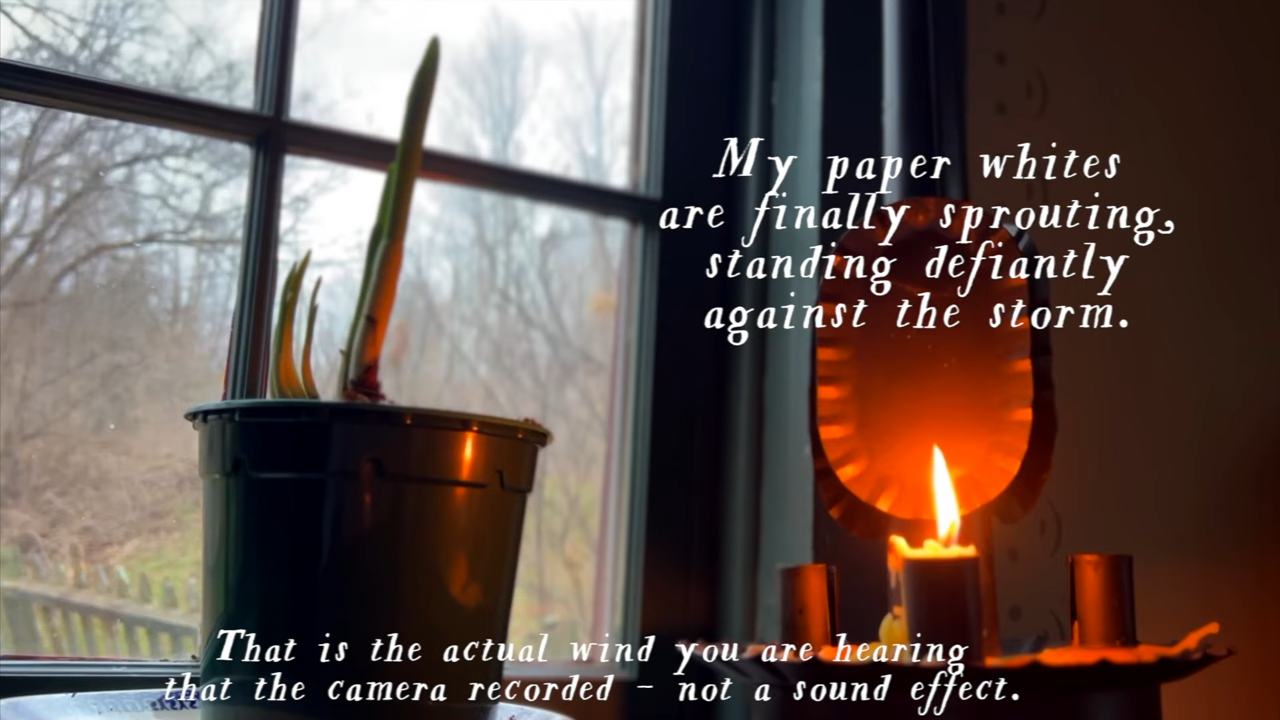 My paper whites
are finally sprouting,
standing defiantly
against the storm.
That is the actual wind you are hearing
that the camera recorded - not a sound effect.